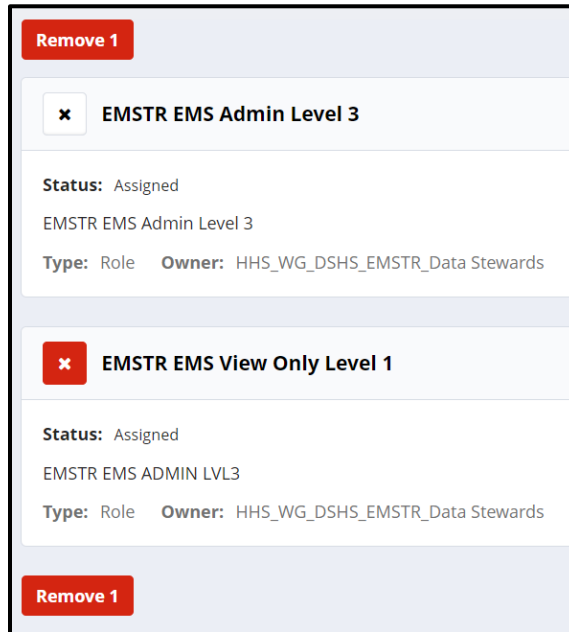 Remove 1
EMSTR EMS Admin Level 3
Status: Assigned
EMSTR EMS Admin Level 3
Type: Role Owner: HHS_WG_DSHS_EMSTR_Data Stewards
EMSTR EMS View Only Level 1
Status: Assigned
EMSTR EMS ADMIN LVL3
Type: Role Owner: HHS_WG_DSHS_EMSTR_Data Stewards
Remove 1